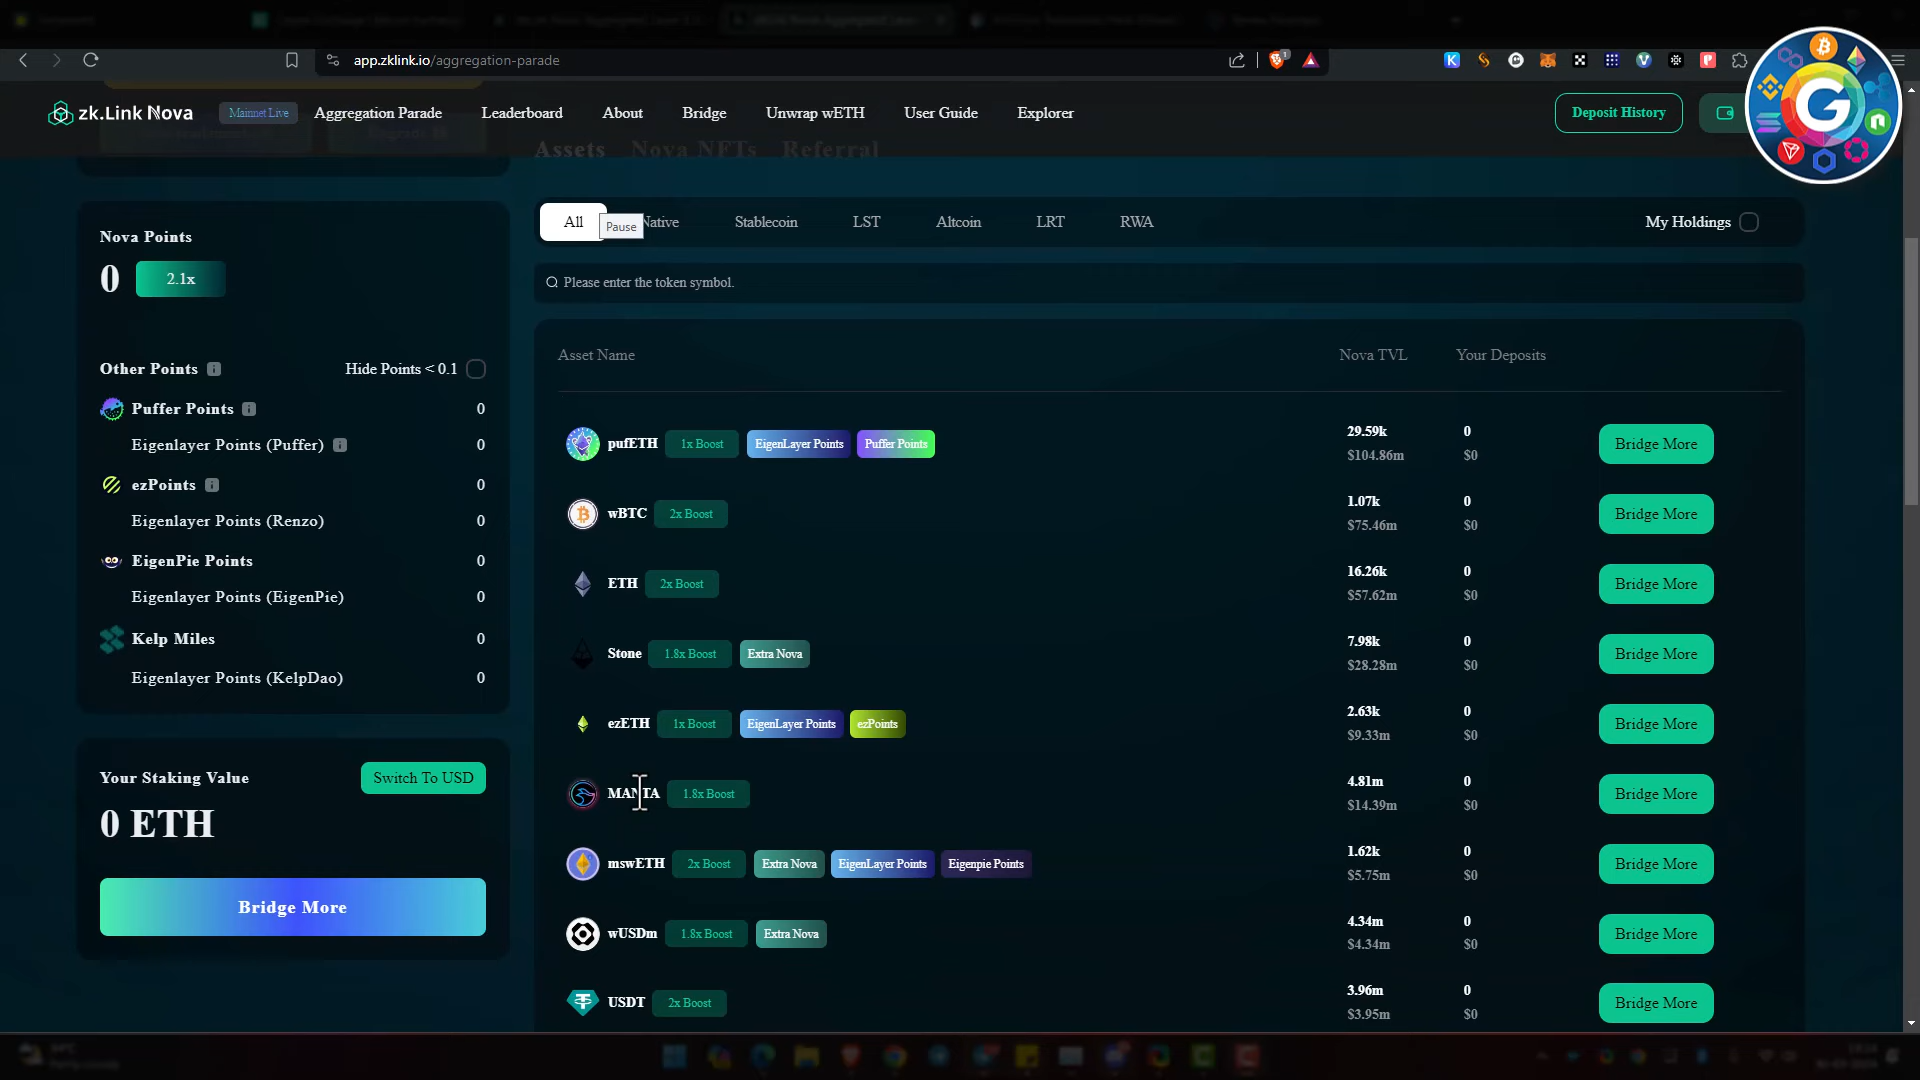 app.zklink.io/aggregation-parade
zk.Link Nova
Mainnet Live
Aggregation Parade
Leaderboard
About
Bridge
Unwrap wETH
User Guide
Explorer
Deposit History
Assets Nova NFTs Referral
Nova Points
0 2.1x
Other Points
Hide Points < 0.1
Puffer Points 0
Eigenlayer Points (Puffer) 0
ezPoints 0
Eigenlayer Points (Renzo) 0
EigenPie Points 0
Eigenlayer Points (EigenPie) 0
Kelp Miles 0
Eigenlayer Points (KelpDao) 0
Your Staking Value
Switch To USD
0 ETH
Bridge More
All Native Stablecoin LST Altcoin LRT RWA
Pause
My Holdings
Please enter the token symbol.
Asset Name Nova TVL Your Deposits
pufETH 1x Boost EigenLayer Points Puffer Points 29.59k 0 Bridge More
$104.86m $0
wBTC 2x Boost 1.07k 0 Bridge More
$75.46m $0
ETH 2x Boost 16.26k 0 Bridge More
$57.62m $0
Stone 1.8x Boost Extra Nova 7.98k 0 Bridge More
$28.28m $0
ezETH 1x Boost EigenLayer Points ezPoints 2.63k 0 Bridge More
$9.33m $0
MANTA 1.8x Boost 4.81m 0 Bridge More
$14.39m $0
mswETH 2x Boost Extra Nova EigenLayer Points Eigenpie Points 1.62k 0 Bridge More
$5.75m $0
wUSDm 1.8x Boost Extra Nova 4.34m 0 Bridge More
$4.34m $0
USDT 2x Boost 3.96m 0 Bridge More
$3.95m $0